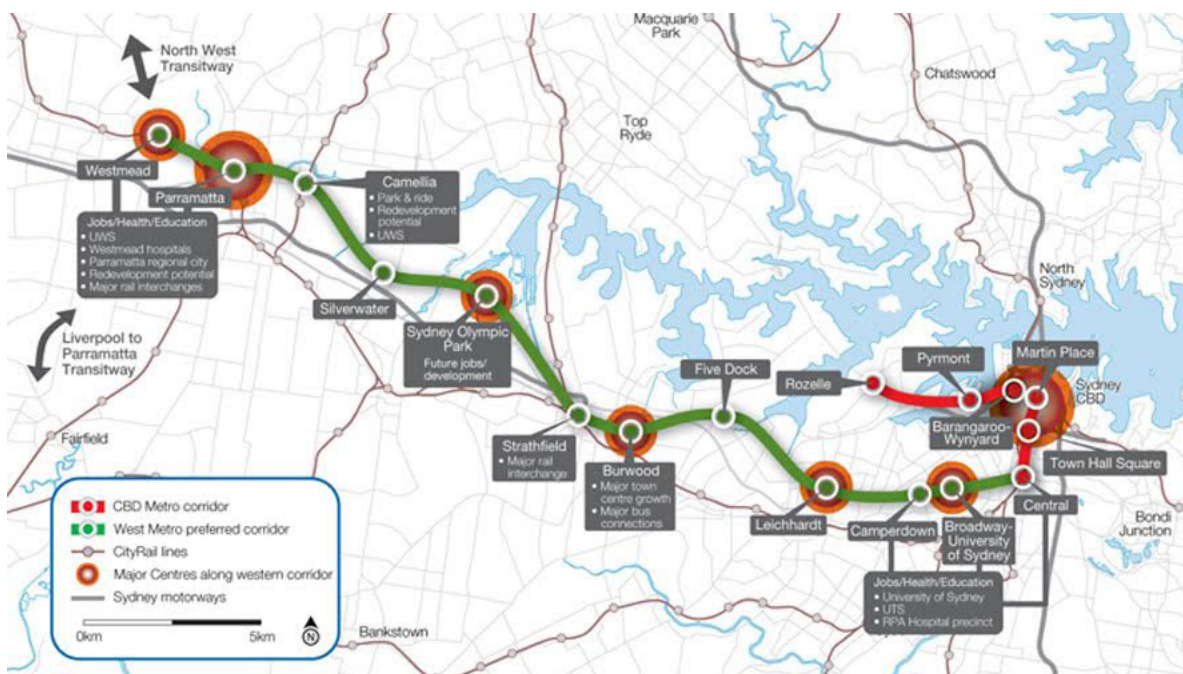 Macquarie
Park
North West
Transitway
Chatswood
Top
Ryde
Westmead
Parramatta
Jobs/Health/Education
• UWS
• Westmead hospitals
• Parramatta regional city
• Redevelopment potential
• Major rail interchanges
Camellia
• Park & ride
• Redevelopment
potential
• UWS
Silverwater
Sydney Olympic
Park
Future jobs/
development
North
Sydney
Liverpool to
Parramatta
Transitway
Five Dock
Rozelle
Pyrmont
Martin Place
Sydney
CBD
Barangaroo-
Wynyard
Town Hall Square
Fairfield
Strathfield
• Major rail
interchange
Burwood
• Major town
centre growth
• Major bus
connections
Leichhardt
Camperdown
Broadway-
University
of Sydney
Central
Bondi
Junction
Jobs/Health/Education
• University of Sydney
• UTS
• RPA Hospital precinct
CBD Metro corridor
West Metro preferred corridor
CityRail lines
Major Centres along western corridor
Sydney motorways
0km
5km
N
Bankstown